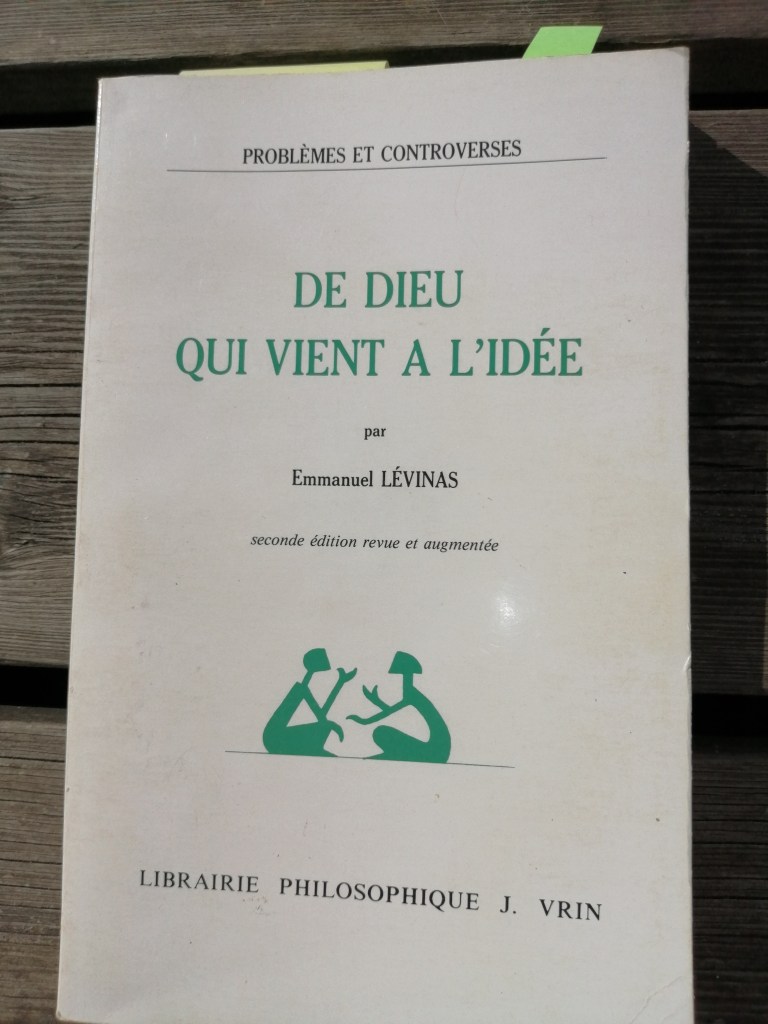 PROBLÈMES ET CONTROVERSES
DE DIEU
QUI VIENT A L'IDÉE
par
Emmanuel LÉVINAS
seconde édition revue et augmentée
LIBRAIRIE PHILOSOPHIQUE J. VRIN